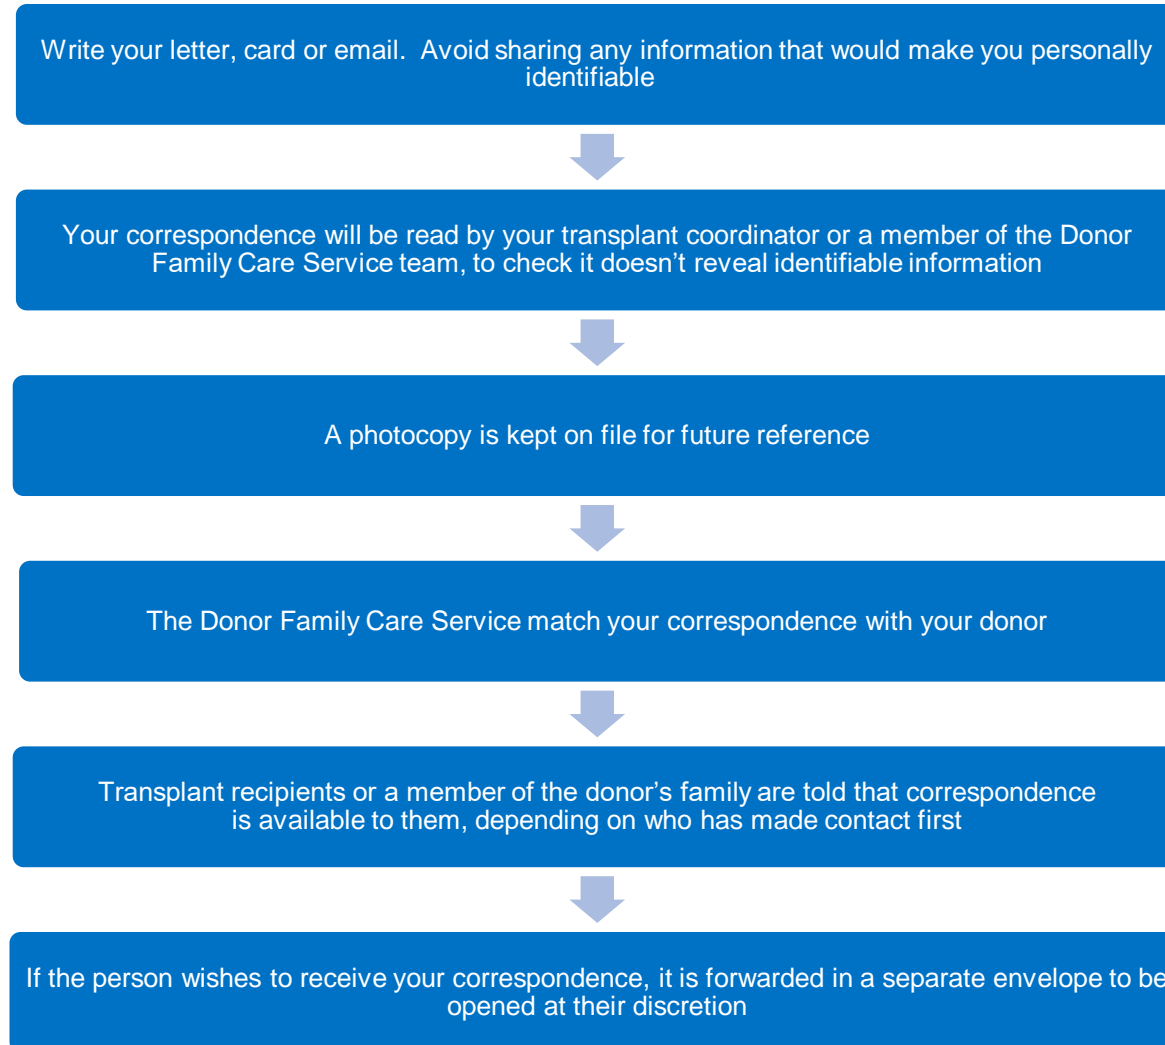 Write your letter, card or email.  Avoid sharing any information that would make you personally
identifiable
Your correspondence will be read by your transplant coordinator or a member of the Donor
Family Care Service team, to check it doesn’t reveal identifiable information
A photocopy is kept on file for future reference
The Donor Family Care Service match your correspondence with your donor
Transplant recipients or a member of the donor’s family are told that correspondence
is available to them, depending on who has made contact first
If the person wishes to receive your correspondence, it is forwarded in a separate envelope to be
opened at their discretion